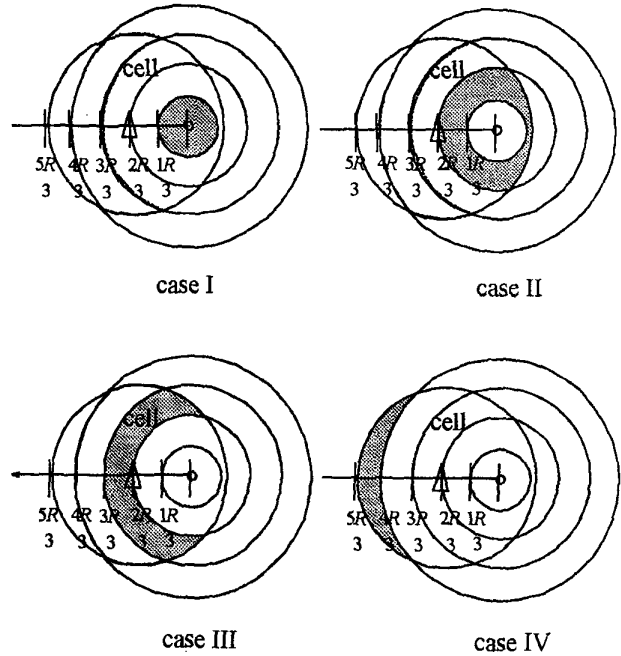 cell
5R 4R 3R 2R 1R
3 3 3 3 3
case I
cell
5R 4R 3R 2R 1R
3 3 3 3 3
case II
cell
5R 4R 3R 2R 1R
3 3 3 3 3
case III
cell
5R 4R 3R 2R 1R
3 3 3 3 3
case IV